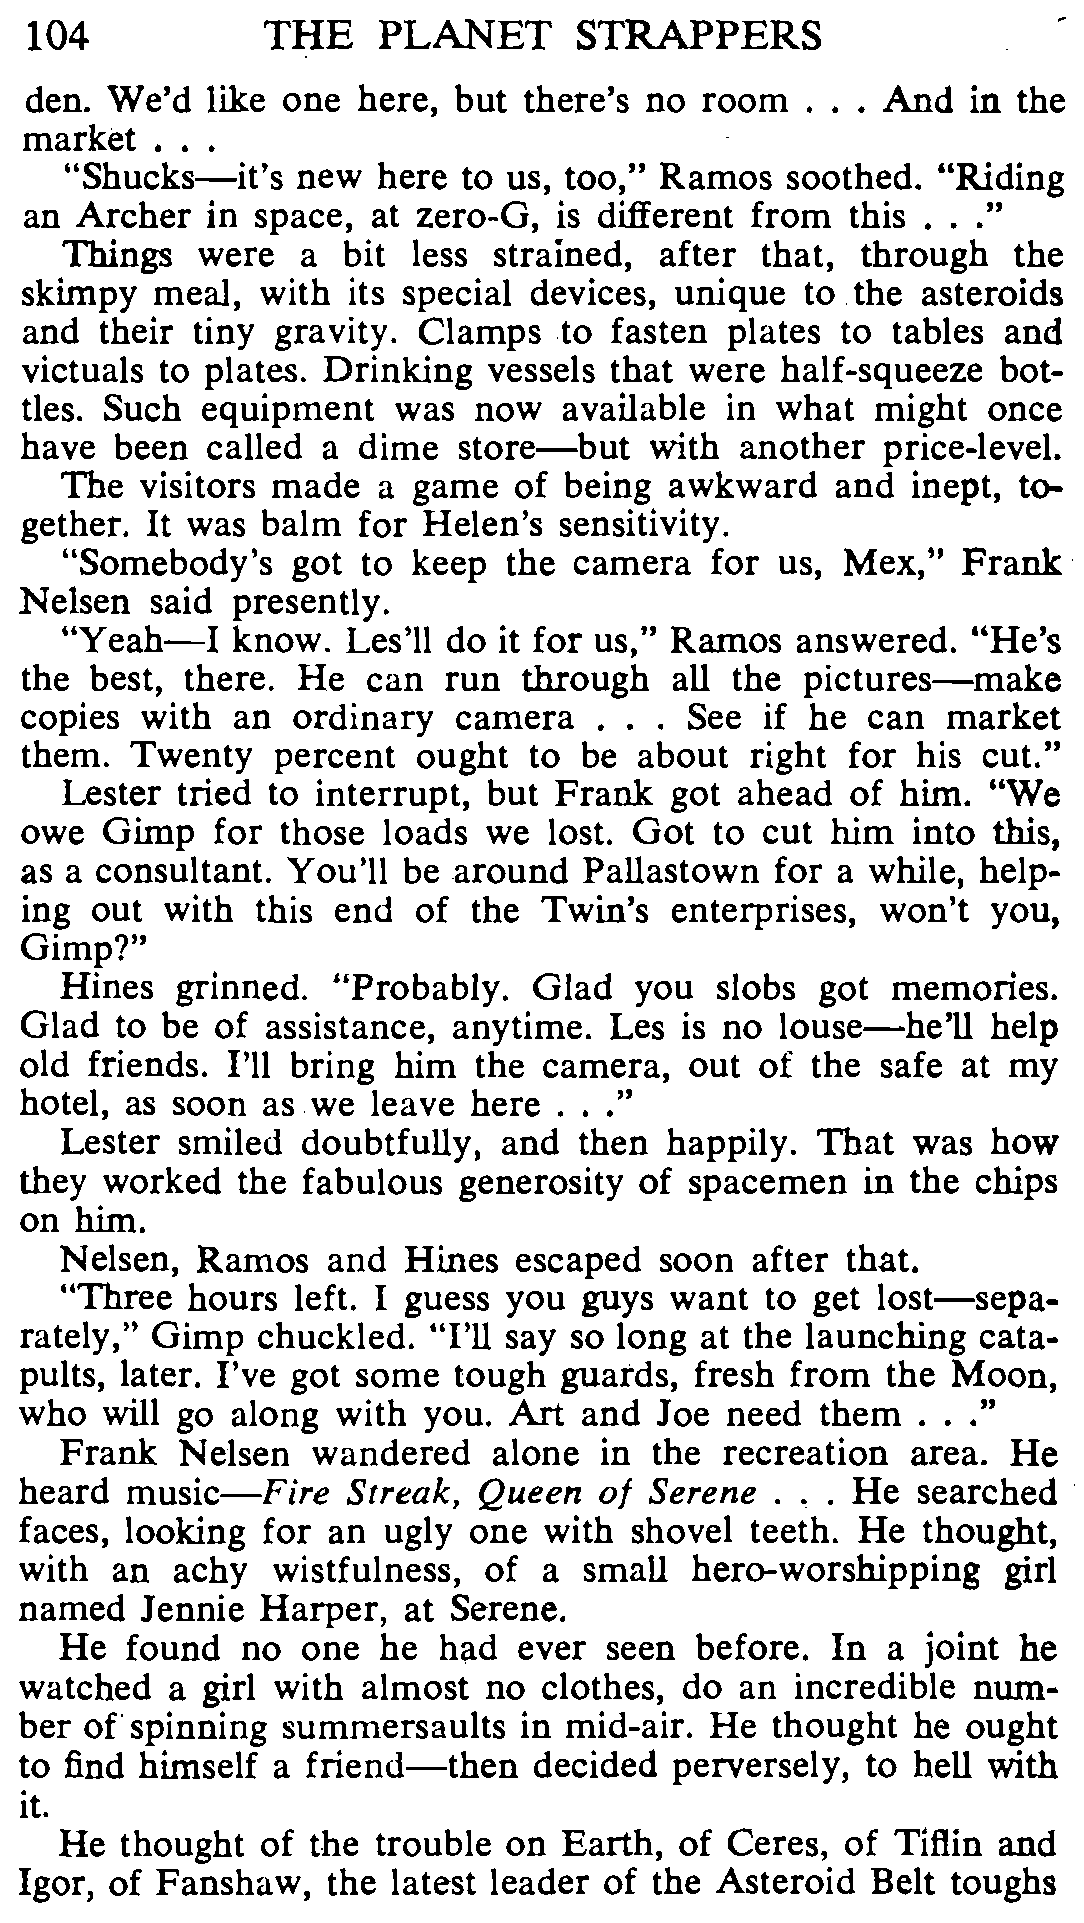 104 THE PLANET STRAPPERS
den. We'd like one here, but there's no room . . . And in the
market . . .
“Shucks—it's new here to us, too,” Ramos soothed. “Riding
an Archer in space, at zero-G, is different from this . . .”
Things were a bit less strained, after that, through the
skimpy meal, with its special devices, unique to the asteroids
and their tiny gravity. Clamps to fasten plates to tables and
victuals to plates. Drinking vessels that were half-squeeze bot-
tles. Such equipment was now available in what might once
have been called a dime store—but with another price-level.
The visitors made a game of being awkward and inept, to-
gether. It was balm for Helen's sensitivity.
“Somebody's got to keep the camera for us, Mex,” Frank
Nelsen said presently.
“Yeah—I know. Les'll do it for us,” Ramos answered. “He's
the best, there. He can run through all the pictures—make
copies with an ordinary camera . . . See if he can market
them. Twenty percent ought to be about right for his cut.”
Lester tried to interrupt, but Frank got ahead of him. “We
owe Gimp for those loads we lost. Got to cut him into this,
as a consultant. You'll be around Pallastown for a while, help-
ing out with this end of the Twin's enterprises, won't you,
Gimp?”
Hines grinned. “Probably. Glad you slobs got memories.
Glad to be of assistance, anytime. Les is no louse—he'll help
old friends. I'll bring him the camera, out of the safe at my
hotel, as soon as we leave here . . .”
Lester smiled doubtfully, and then happily. That was how
they worked the fabulous generosity of spacemen in the chips
on him.
Nelsen, Ramos and Hines escaped soon after that.
“Three hours left. I guess you guys want to get lost—sepa-
rately,” Gimp chuckled. “I'll say so long at the launching cata-
pults, later. I've got some tough guards, fresh from the Moon,
who will go along with you. Art and Joe need them . . .”
Frank Nelsen wandered alone in the recreation area. He
heard music—Fire Streak, Queen of Serene . . . He searched
faces, looking for an ugly one with shovel teeth. He thought,
with an achy wistfulness, of a small hero-worshipping girl
named Jennie Harper, at Serene.
He found no one he had ever seen before. In a joint he
watched a girl with almost no clothes, do an incredible num-
ber of spinning summersaults in mid-air. He thought he ought
to find himself a friend—then decided perversely, to hell with
it.
He thought of the trouble on Earth, of Ceres, of Tiflin and
Igor, of Fanshaw, the latest leader of the Asteroid Belt toughs